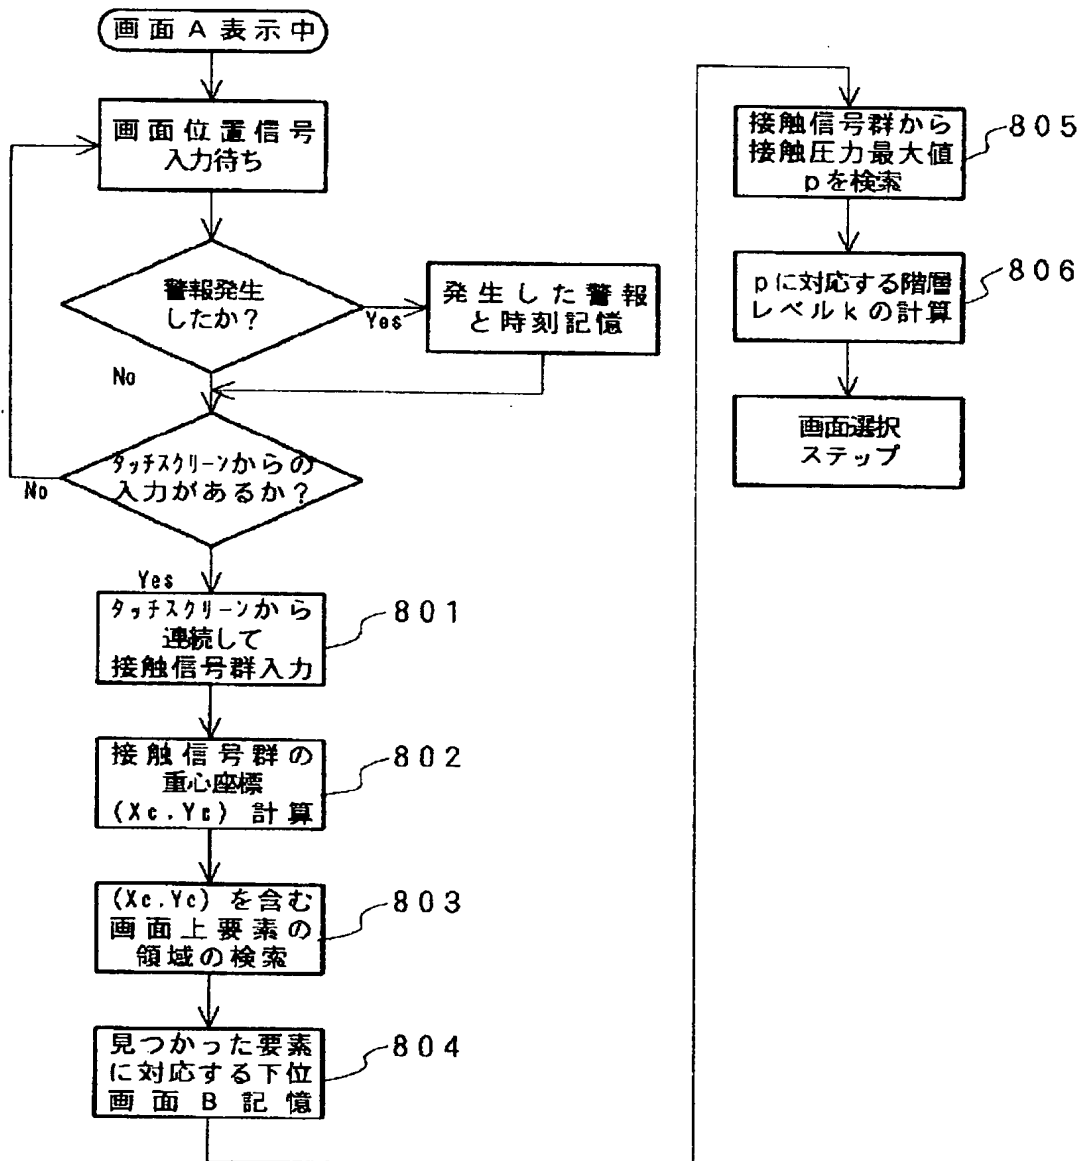 画面A表示中
画面位置信号
入力待ち
警報発生
したか？
Yes
発生した警報
と時刻記憶
No
タッチスクリーンからの
入力があるか？
No
Yes
タッチスクリーンから
連続して
接触信号群入力
801
接触信号群の
重心座標
(Xc.Yc)計算
802
(Xc.Yc)を含む
画面上要素の
領域の検索
803
見つかった要素
に対応する下位
画面B記憶
804
接触信号群から
接触圧力最大値
pを検索
805
pに対応する階層
レベルkの計算
806
画面選択
ステップ